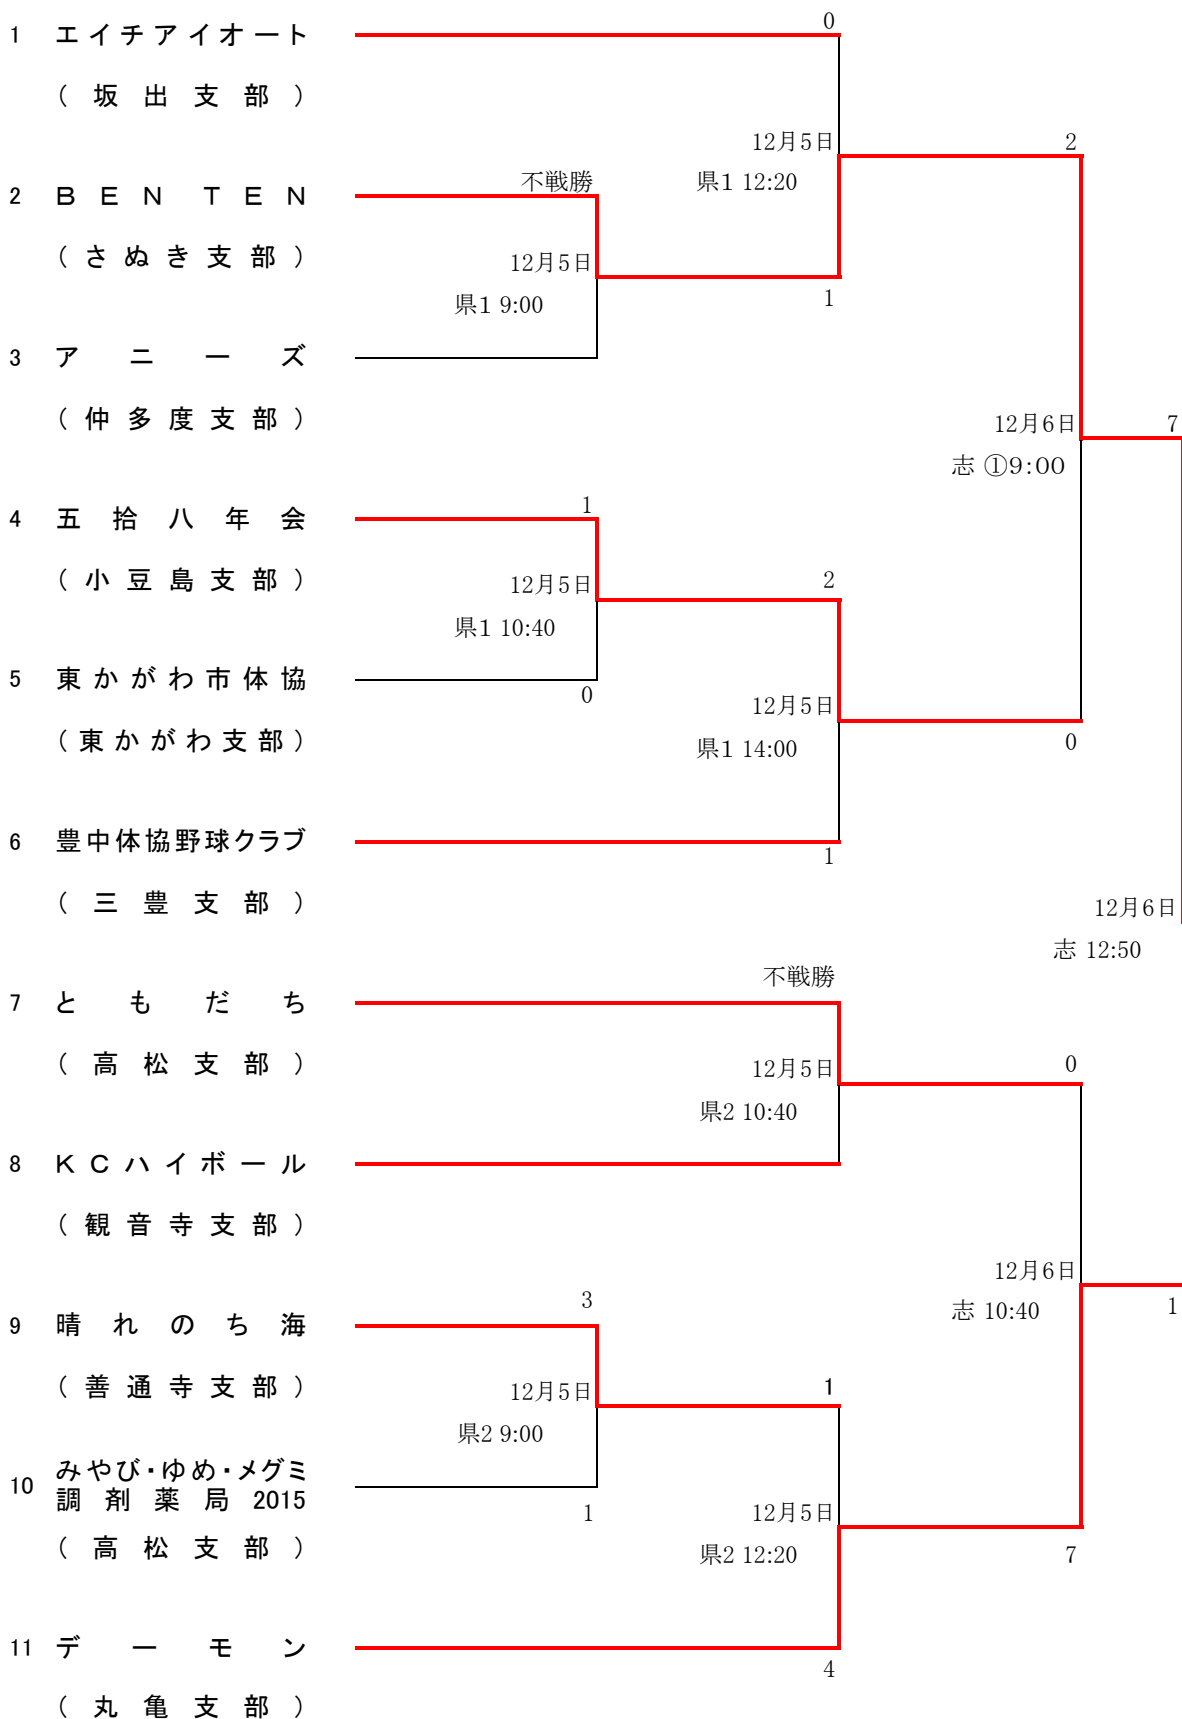 0
1 エイチアイオート
(坂出支部)
12月5日
2
県1 12:20
不戦勝
2 BEN TEN
(さぬき支部)
12月5日
県1 9:00
1
3 アニーズ
(仲多度支部)
12月6日
7
志 ①9:00
1
4 五拾八年会
(小豆島支部)
12月5日
2
県1 10:40
5 東かがわ市体協
0
12月5日
(東かがわ支部)
県1 14:00
0
6 豊中体協野球クラブ
1
(三豊支部)
12月6日
志 12:50
不戦勝
7 ともだち
(高松支部)
12月5日
0
県2 10:40
8 KCハイボール
(観音寺支部)
12月6日
3
志 10:40
1
9 晴れのち海
(善通寺支部)
12月5日
1
県2 9:00
10 みやび・ゆめ・メグミ
調剤薬局 2015
1
12月5日
(高松支部)
県2 12:20
7
11 デーモン
4
(丸亀支部)